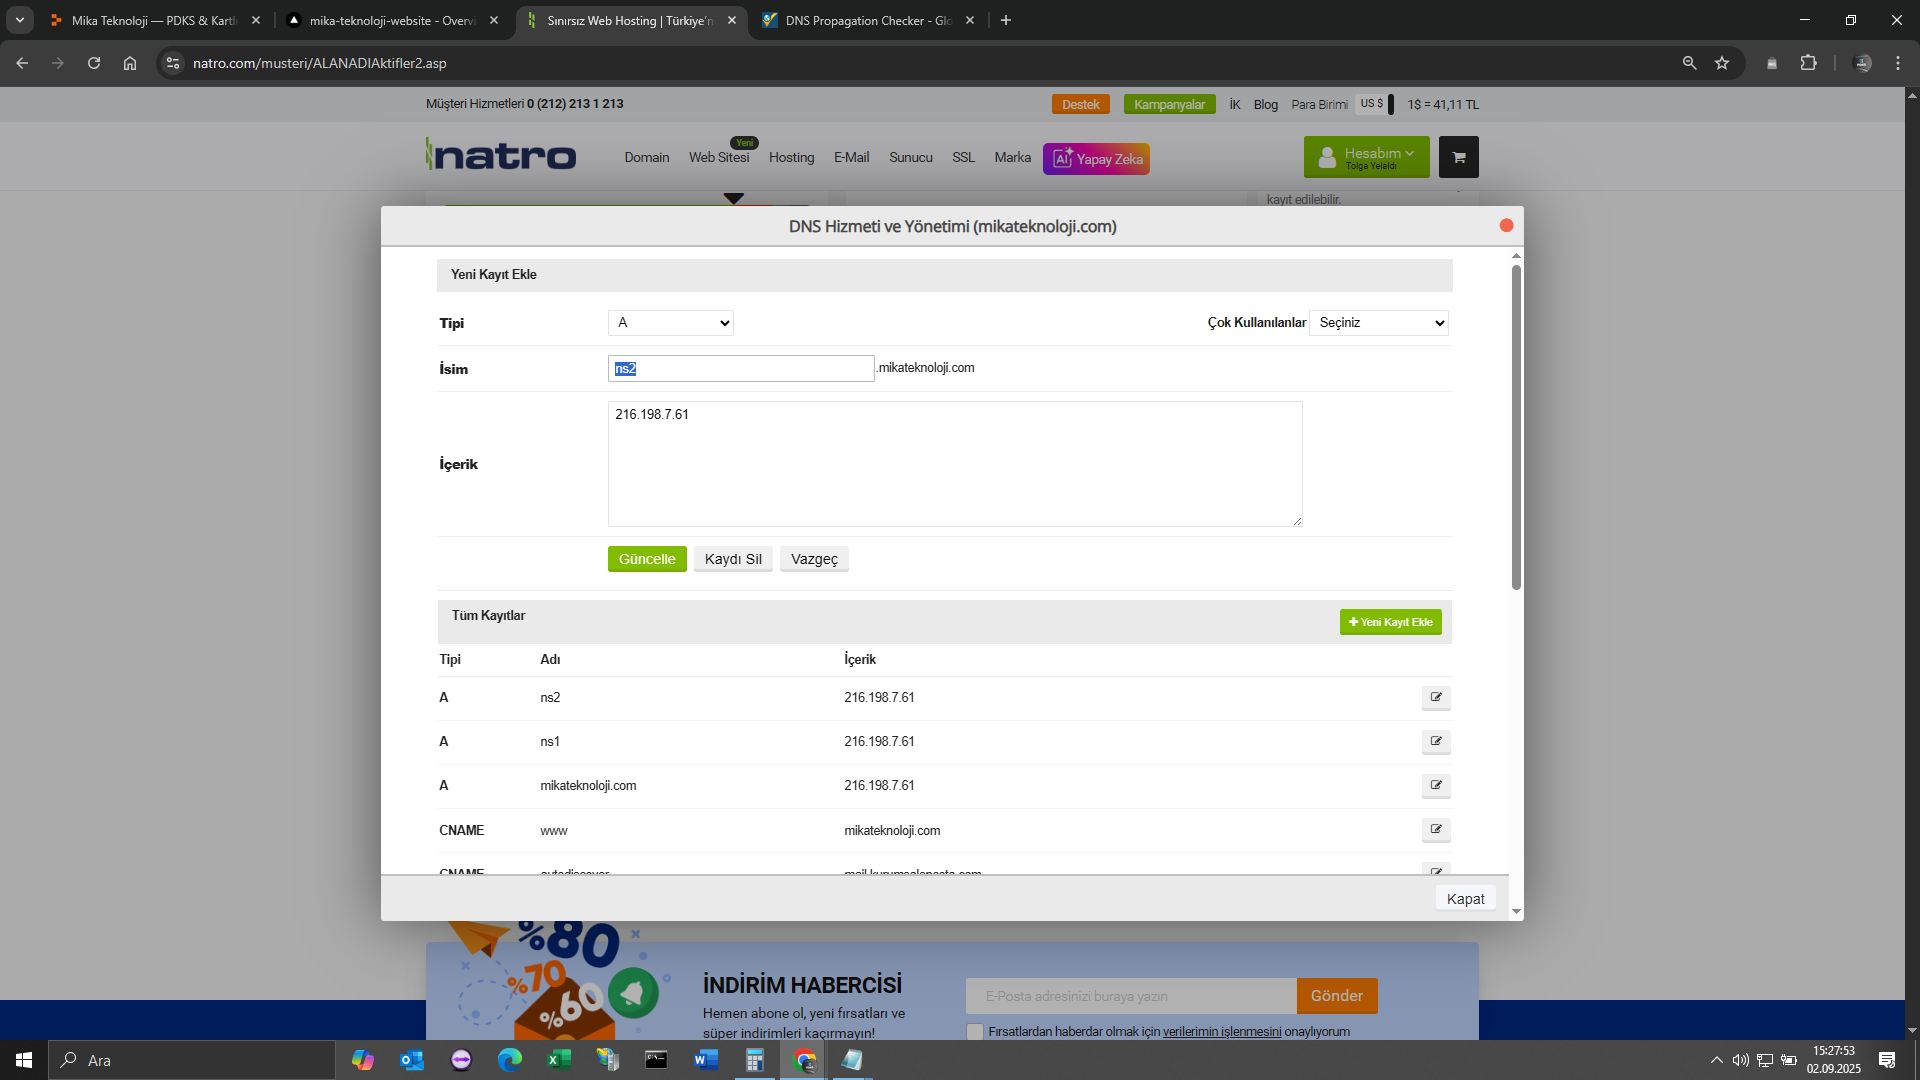 Mika Teknoloji — PDKS & Kartl
mika-teknoloji-website - Overvi
Sınırsız Web Hosting | Türkiye'n
DNS Propagation Checker - Glo
natro.com/musteri/ALANADIAktifler2.asp
Müşteri Hizmetleri 0 (212) 213 1 213
Destek
Kampanyalar
İK
Blog
Para Birimi
US $
1$ = 41,11 TL
natro
Domain
Web Sitesi
Yeni
Hosting
E-Mail
Sunucu
SSL
Marka
AI Yapay Zeka
Hesabım
Tolga Yelaldı
kayıt edilebilir.
DNS Hizmeti ve Yönetimi (mikateknoloji.com)
Yeni Kayıt Ekle
Tipi
A
Çok Kullanılanlar
Seçiniz
İsim
ns2
.mikateknoloji.com
İçerik
216.198.7.61
Güncelle
Kaydı Sil
Vazgeç
Tüm Kayıtlar
Yeni Kayıt Ekle
Tipi Adı İçerik
A ns2 216.198.7.61
A ns1 216.198.7.61
A mikateknoloji.com 216.198.7.61
CNAME www mikateknoloji.com
CNAME autodiscover mail.kurumsaleposta.com
Kapat
%80
%70
%60
İNDİRİM HABERCİSİ
Hemen abone ol, yeni fırsatları ve
süper indirimleri kaçırmayın!
E-Posta adresinizi buraya yazın
Gönder
Fırsatlardan haberdar olmak için verilerimin işlenmesini onaylıyorum
Ara
15:27:53
02.09.2025